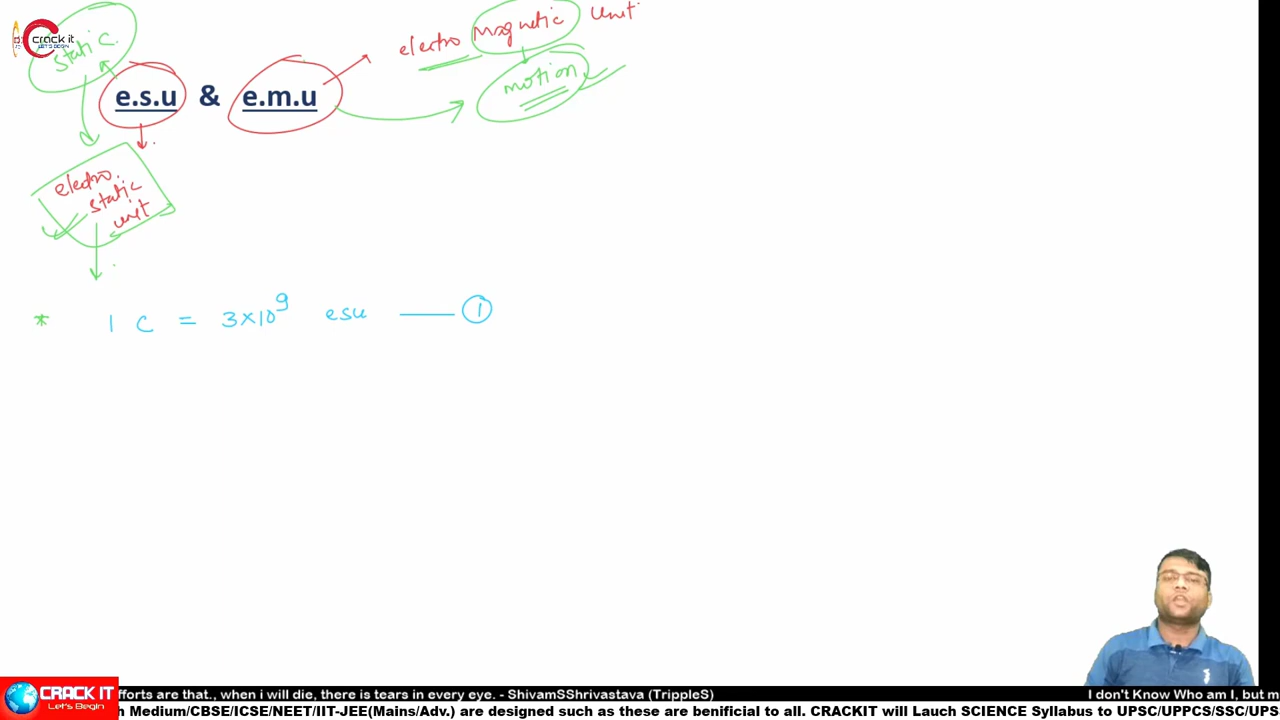 crack it
LET'S BEGIN
static
electro magnetic unit
motion
e.s.u & e.m.u
electro
static
unit
* 1 C = 3×10⁹ esu —— ①
fforts are that., when i will die, there is tears in every eye. - ShivamSShrivastava (TrippleS) I don't Know Who am I, but m
CRACK IT
Let's Begin
h Medium/CBSE/ICSE/NEET/IIT-JEE(Mains/Adv.) are designed such as these are benificial to all. CRACKIT will Lauch SCIENCE Syllabus to UPSC/UPPCS/SSC/UPS